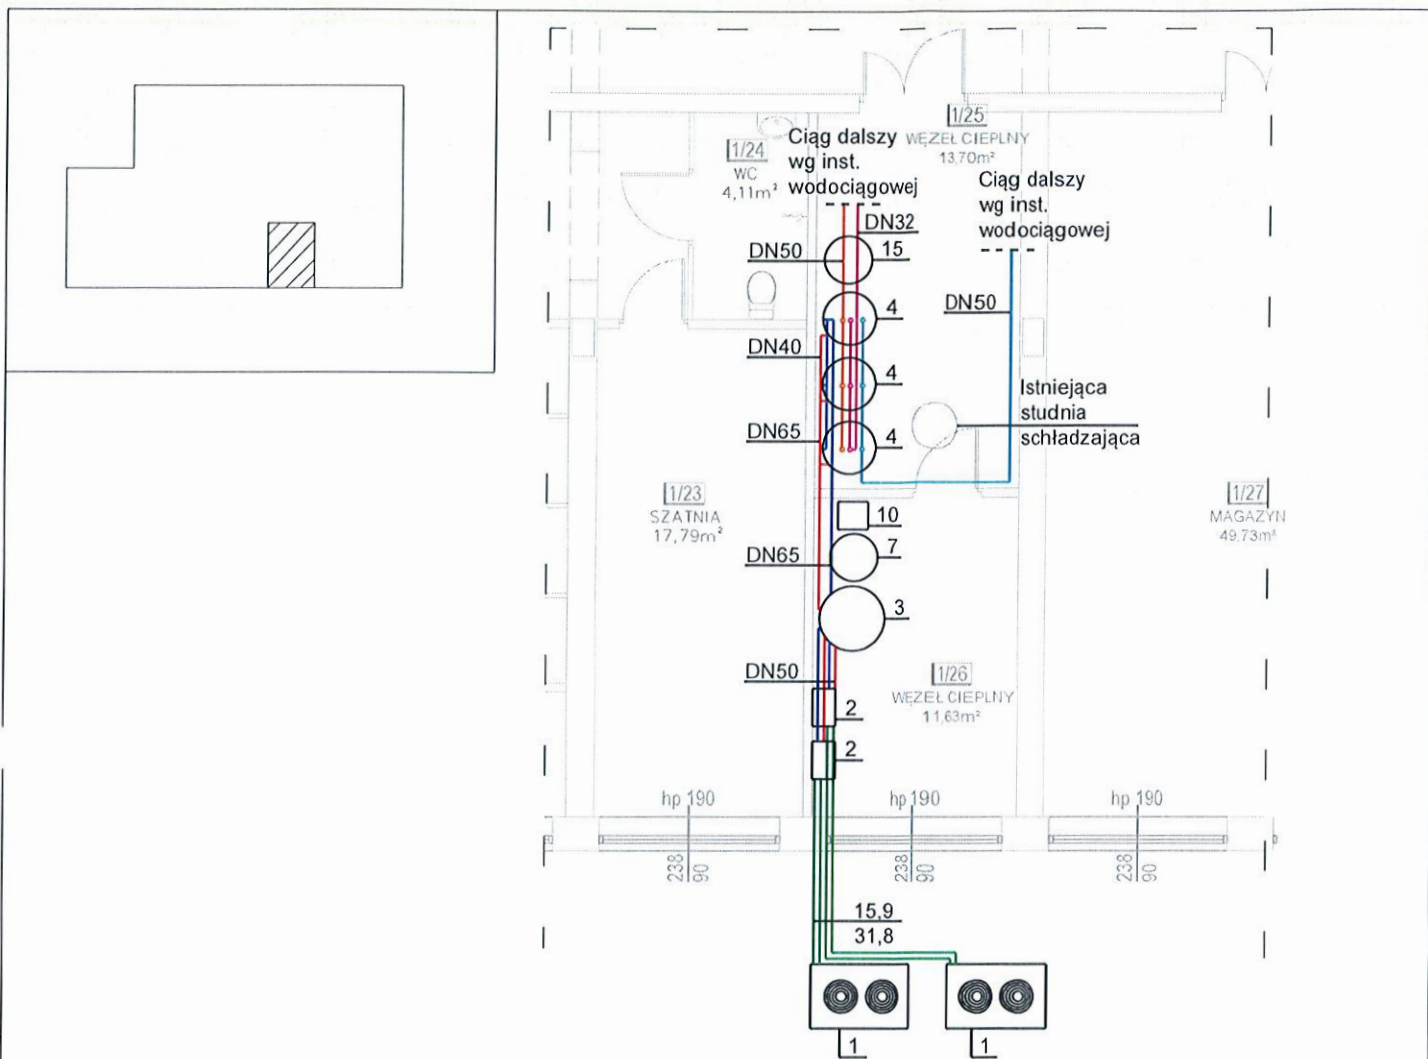 1/25
WĘZEŁ CIEPLNY
13,70m²
1/24
WC
4,11m²
Ciąg dalszy
wg inst.
wodociągowej
Ciąg dalszy
wg inst.
wodociągowej
DN32
DN50
15
4
DN50
DN40
4
Istniejąca
studnia
schładzająca
DN65
4
1/23
SZATNIA
17,79m²
1/27
MAGAZYN
49.73m²
10
DN65
7
3
DN50
1/26
WĘZEŁ CIEPLNY
11,63m²
2
2
hp 190
hp 190
hp 190
238
90
238
90
238
90
15,9
31,8
1
1